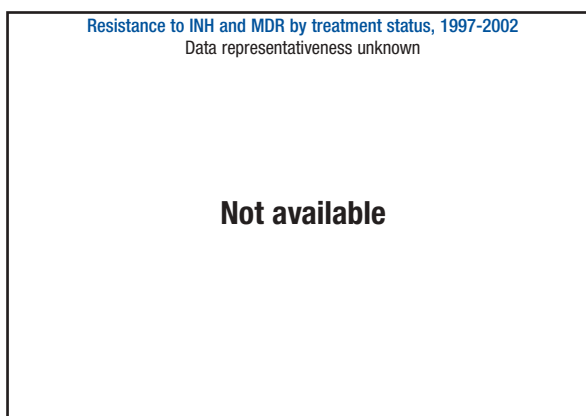 Resistance to INH and MDR by treatment status, 1997-2002
Data representativeness unknown
Not available